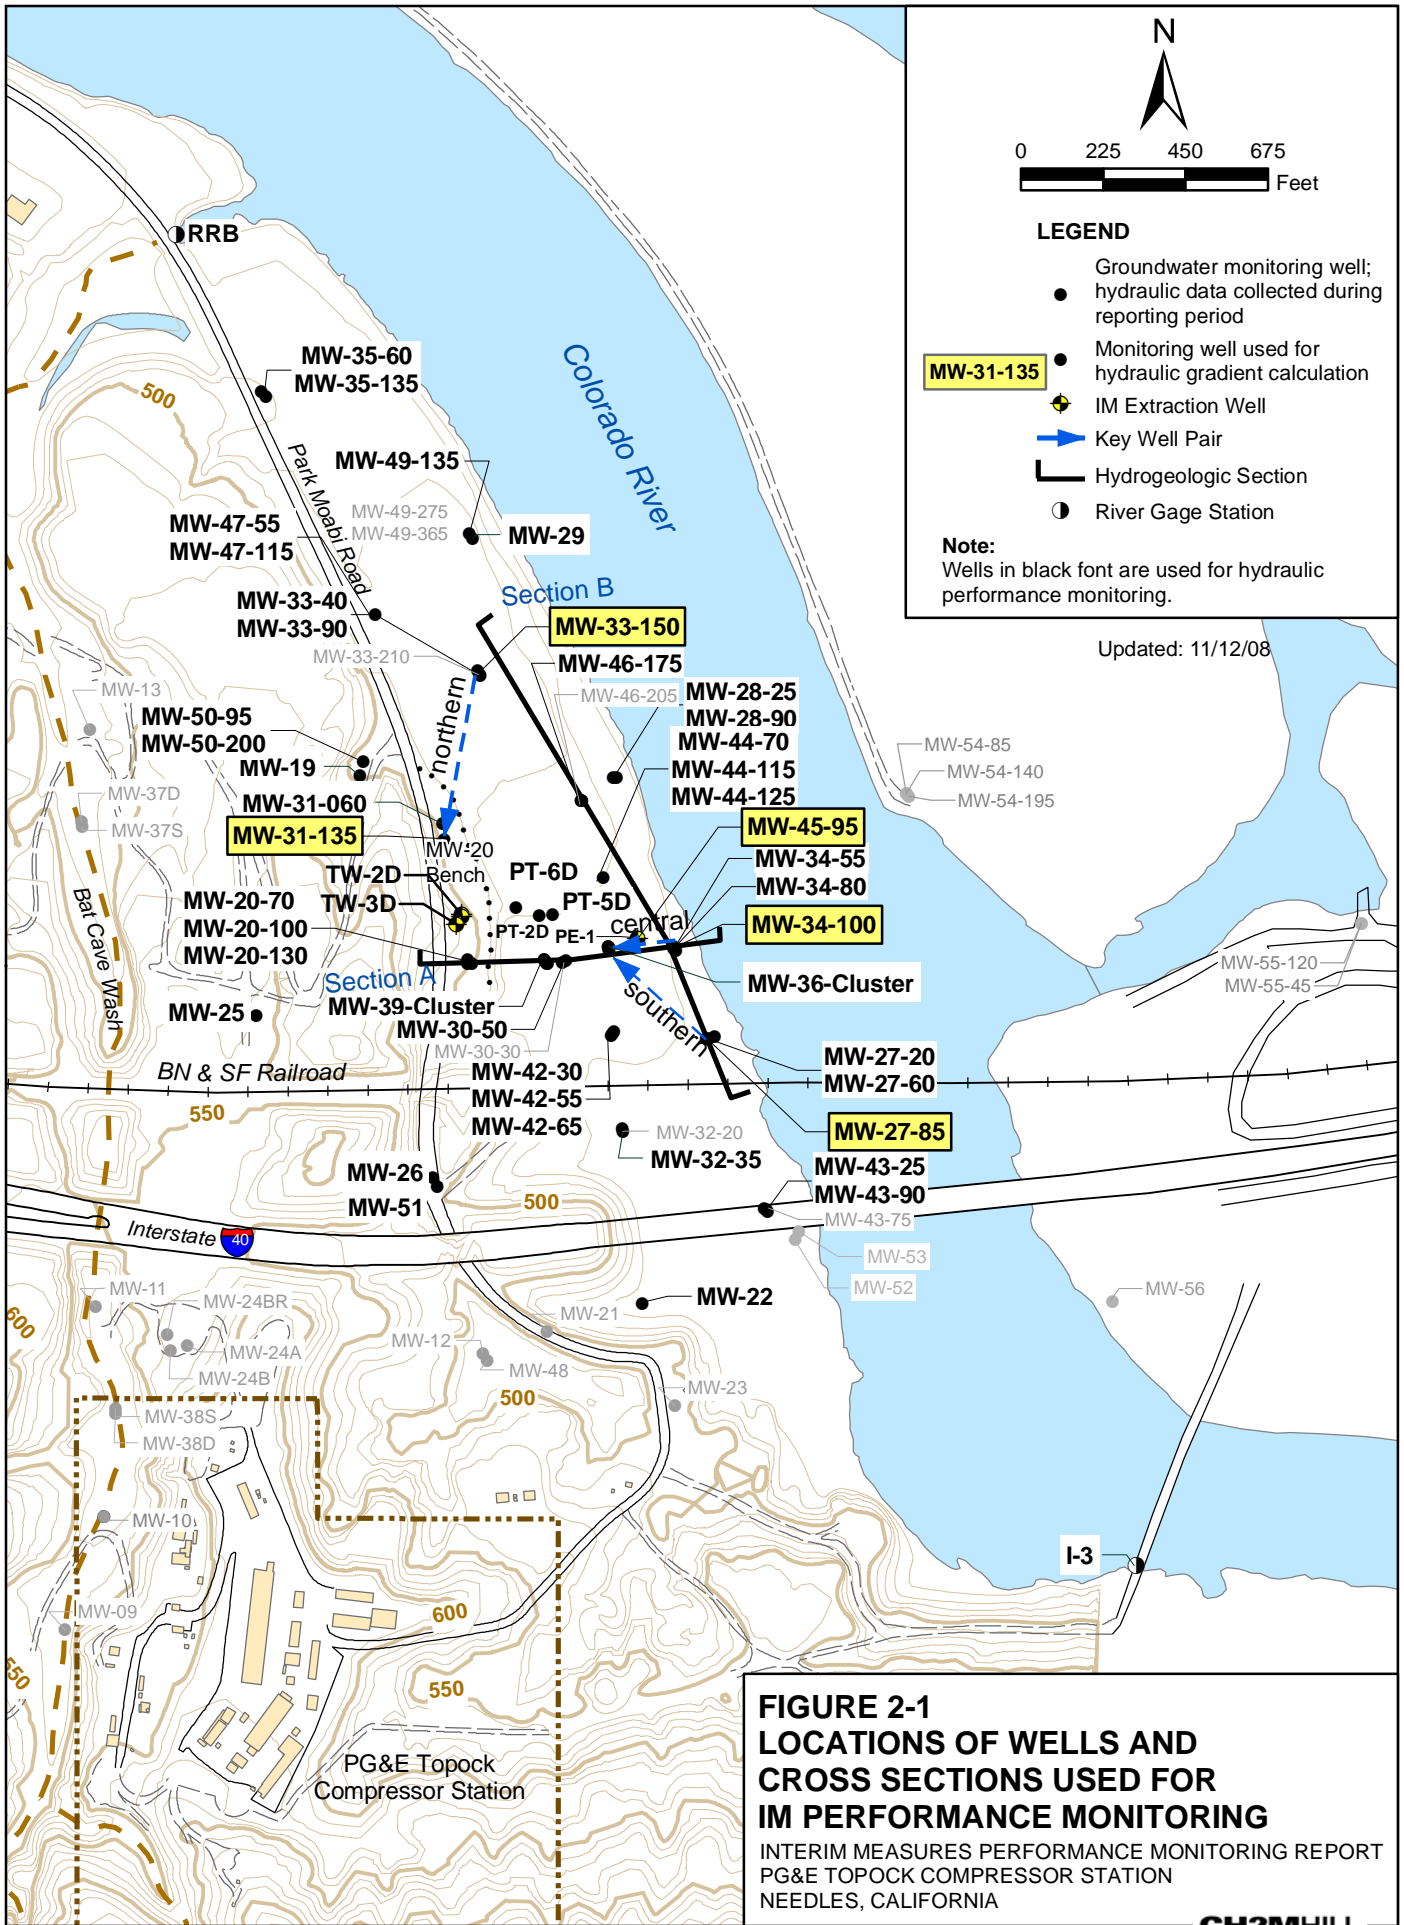 N
0 225 450 675
Feet
LEGEND
Groundwater monitoring well;
hydraulic data collected during
reporting period
MW-31-135
Monitoring well used for
hydraulic gradient calculation
IM Extraction Well
Key Well Pair
Hydrogeologic Section
River Gage Station
Note:
Wells in black font are used for hydraulic
performance monitoring.
Updated: 11/12/08
RRB
MW-35-60
MW-35-135
500
Colorado River
Park Moabi Road
MW-49-135
MW-49-275
MW-49-365
MW-29
MW-47-55
MW-47-115
Section B
MW-33-40
MW-33-90
MW-33-150
MW-33-210
MW-46-175
MW-46-205
MW-28-25
MW-28-90
northern
MW-13
MW-50-95
MW-50-200
MW-19
MW-44-70
MW-44-115
MW-44-125
MW-54-85
MW-54-140
MW-54-195
MW-37D
MW-37S
MW-31-060
MW-31-135
MW-20
Bench
MW-45-95
MW-34-55
MW-34-80
MW-34-100
TW-2D
TW-3D
PT-6D
PT-5D
PT-2D
PE-1
central
MW-20-70
MW-20-100
MW-20-130
Bat Cave Wash
Section A
MW-36-Cluster
MW-39-Cluster
MW-30-50
MW-30-30
southern
MW-25
MW-55-120
MW-55-45
BN & SF Railroad
MW-42-30
MW-42-55
MW-42-65
MW-27-20
MW-27-60
MW-27-85
550
MW-32-20
MW-32-35
MW-26
MW-51
MW-43-25
MW-43-90
MW-43-75
500
Interstate
40
MW-53
MW-52
MW-56
MW-11
MW-24BR
MW-24A
MW-24B
MW-22
MW-21
MW-12
MW-48
600
500
MW-23
MW-38S
MW-38D
MW-10
I-3
MW-09
600
550
550
PG&E Topock
Compressor Station
FIGURE 2-1
LOCATIONS OF WELLS AND
CROSS SECTIONS USED FOR
IM PERFORMANCE MONITORING
INTERIM MEASURES PERFORMANCE MONITORING REPORT
PG&E TOPOCK COMPRESSOR STATION
NEEDLES, CALIFORNIA
CH2MHILL